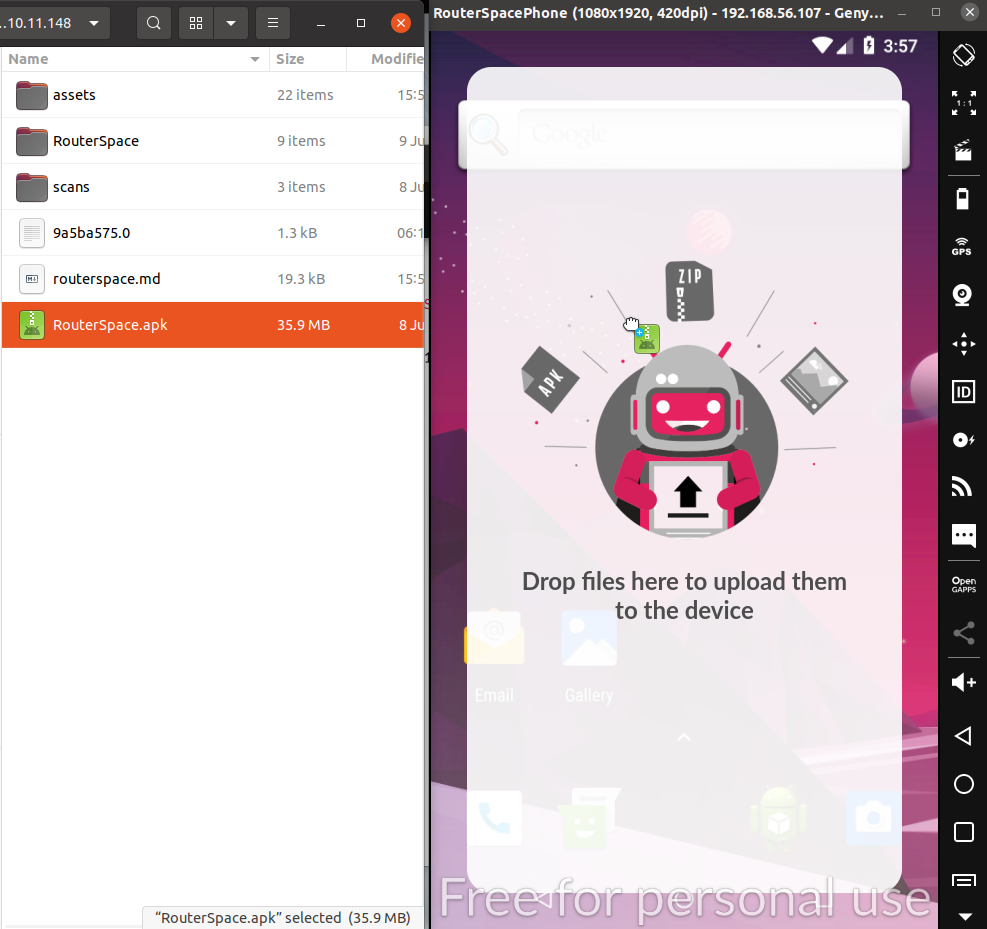 .10.11.148
Name Size Modifie
assets 22 items 15:5
RouterSpace 9 items 9 Ju
scans 3 items 8 Ju
9a5ba575.0 1.3 kB 06:1
routerspace.md 19.3 kB 15:5
RouterSpace.apk 35.9 MB 8 Ju
"RouterSpace.apk" selected (35.9 MB)
RouterSpacePhone (1080x1920, 420dpi) - 192.168.56.107 - Geny...
3:57
Google
ZIP
APK
Drop files here to upload them
to the device
Email Gallery
Free for personal use
1:1
GPS
ID
Open
GAPPS